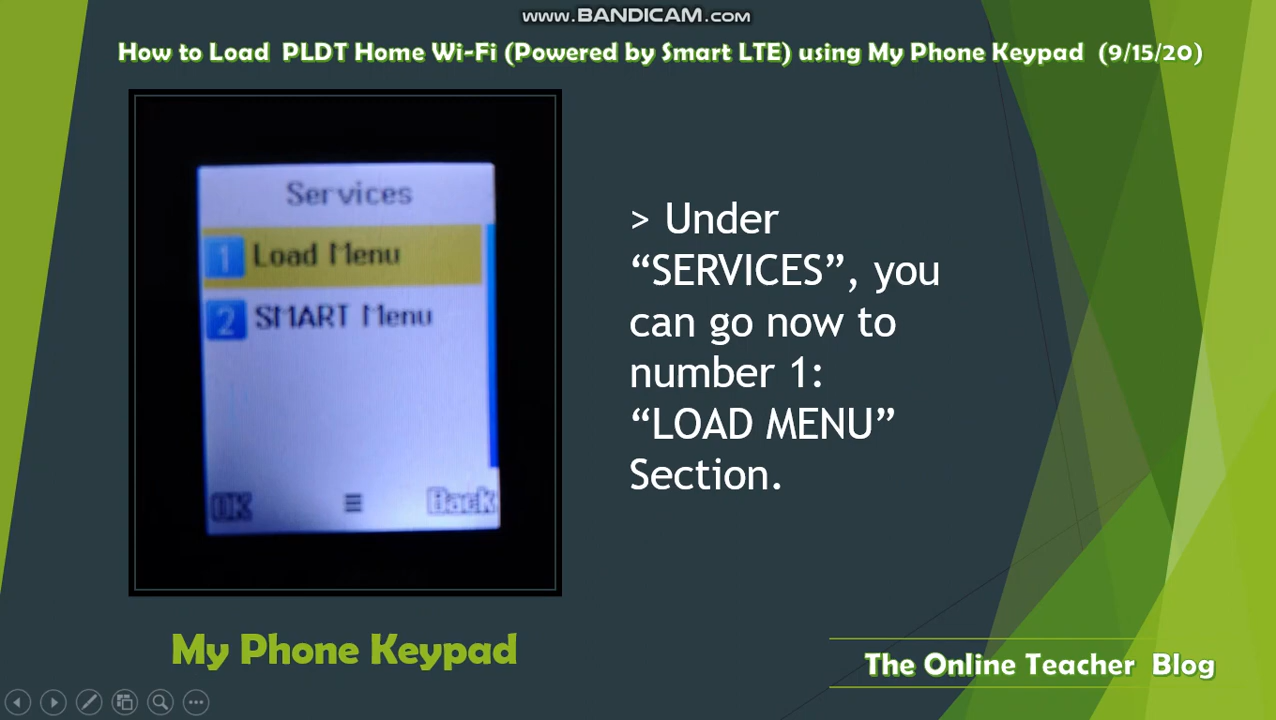 www.BANDICAM.com
How to Load PLDT Home Wi-Fi (Powered by Smart LTE) using My Phone Keypad (9/15/20)
Services
1 Load Menu
2 SMART Menu
OK Back
> Under
“SERVICES”, you
can go now to
number 1:
“LOAD MENU”
Section.
My Phone Keypad
The Online Teacher Blog